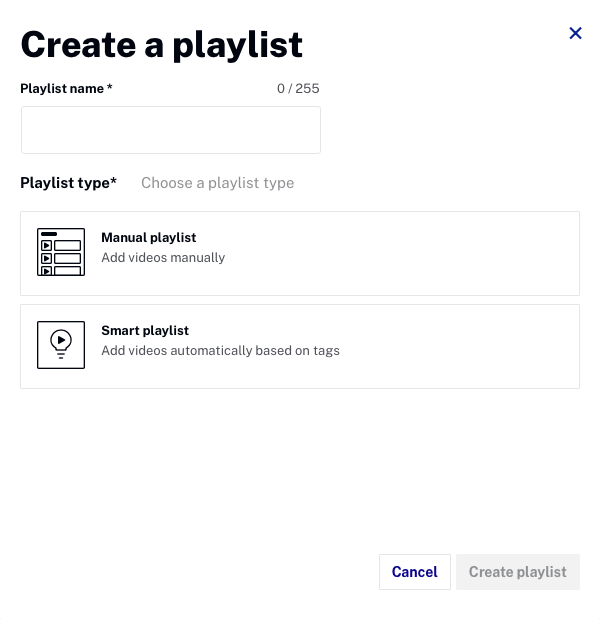 Create a playlist
Playlist name *
0 / 255
Playlist type*
Choose a playlist type
Manual playlist
Add videos manually
Smart playlist
Add videos automatically based on tags
Cancel
Create playlist